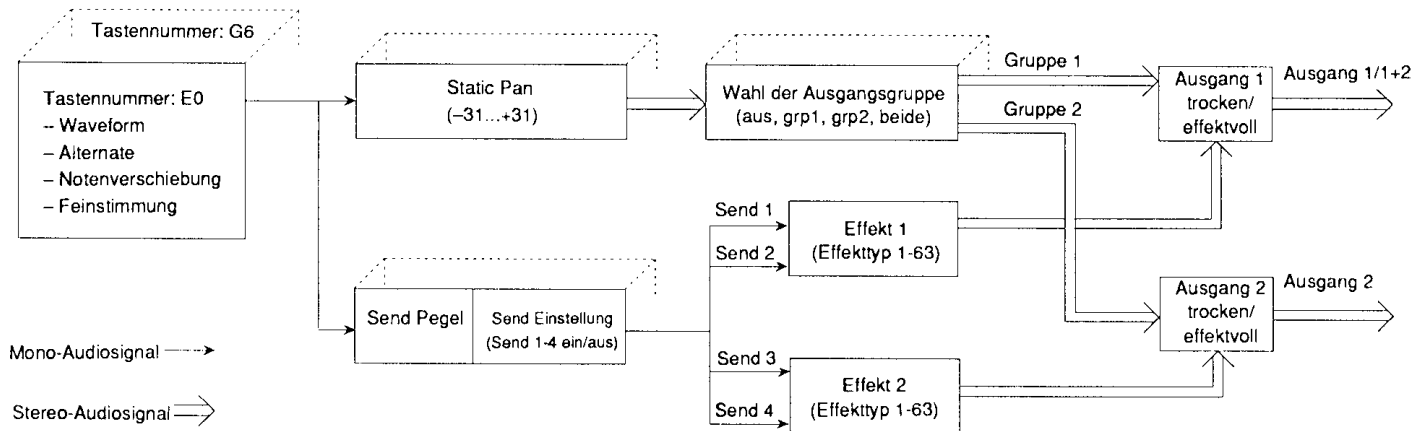 Tastennummer: G6
Tastennummer: E0
-- Waveform
– Alternate
– Notenverschiebung
– Feinstimmung
Static Pan
(–31...+31)
Wahl der Ausgangsgruppe
(aus, grp1, grp2, beide)
Gruppe 1
Gruppe 2
Ausgang 1
trocken/
effektvoll
Ausgang 1/1+2
Send Pegel
Send Einstellung
(Send 1-4 ein/aus)
Send 1
Send 2
Effekt 1
(Effekttyp 1-63)
Send 3
Send 4
Effekt 2
(Effekttyp 1-63)
Ausgang 2
trocken/
effektvoll
Ausgang 2
Mono-Audiosignal
Stereo-Audiosignal